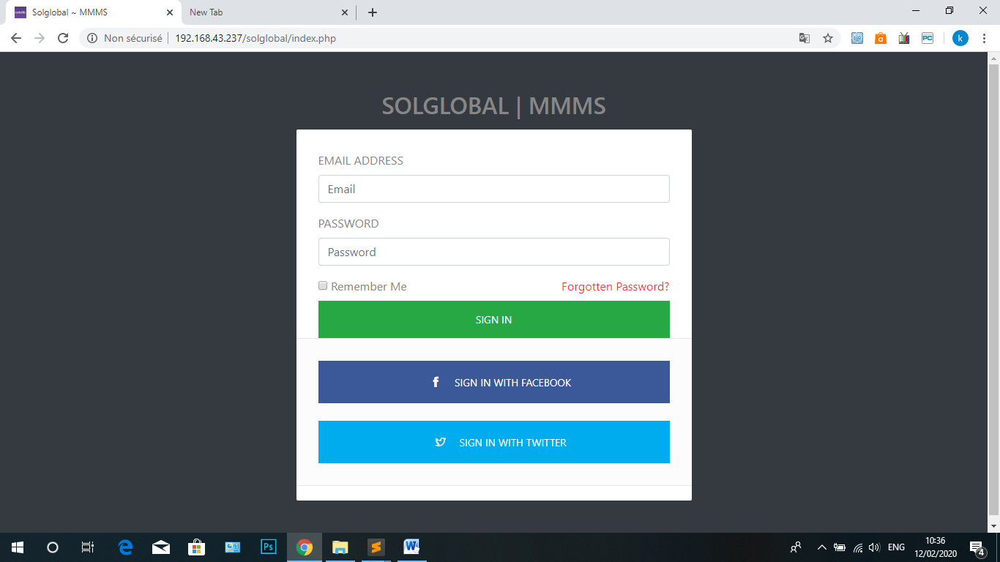 Solglobal ~ MMMS
New Tab
Non sécurisé
192.168.43.237/solglobal/index.php
PC
k
SOLGLOBAL | MMMS
EMAIL ADDRESS
Email
PASSWORD
Password
Remember Me Forgotten Password?
SIGN IN
SIGN IN WITH FACEBOOK
SIGN IN WITH TWITTER
Ps
ENG
10:36
12/02/2020
4